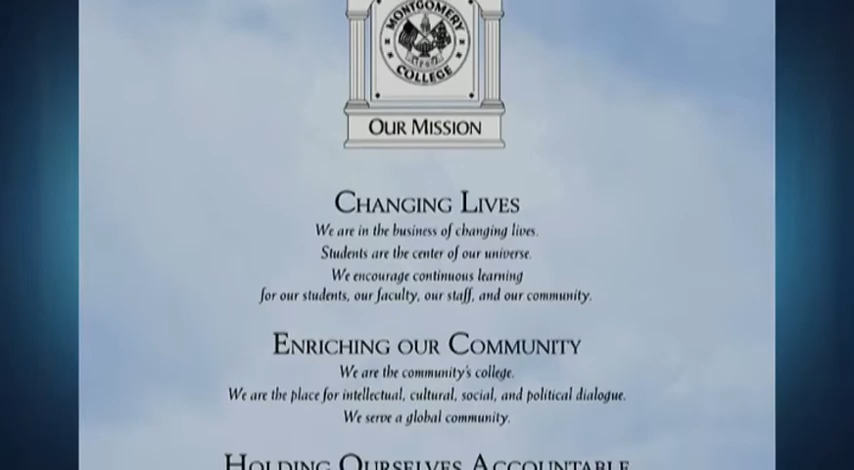 MONTGOMERY
COLLEGE
OUR MISSION
CHANGING LIVES
We are in the business of changing lives.
Students are the center of our universe.
We encourage continuous learning
for our students, our faculty, our staff, and our community.
ENRICHING OUR COMMUNITY
We are the community's college.
We are the place for intellectual, cultural, social, and political dialogue.
We serve a global community.
HOLDING OURSELVES ACCOUNTABLE